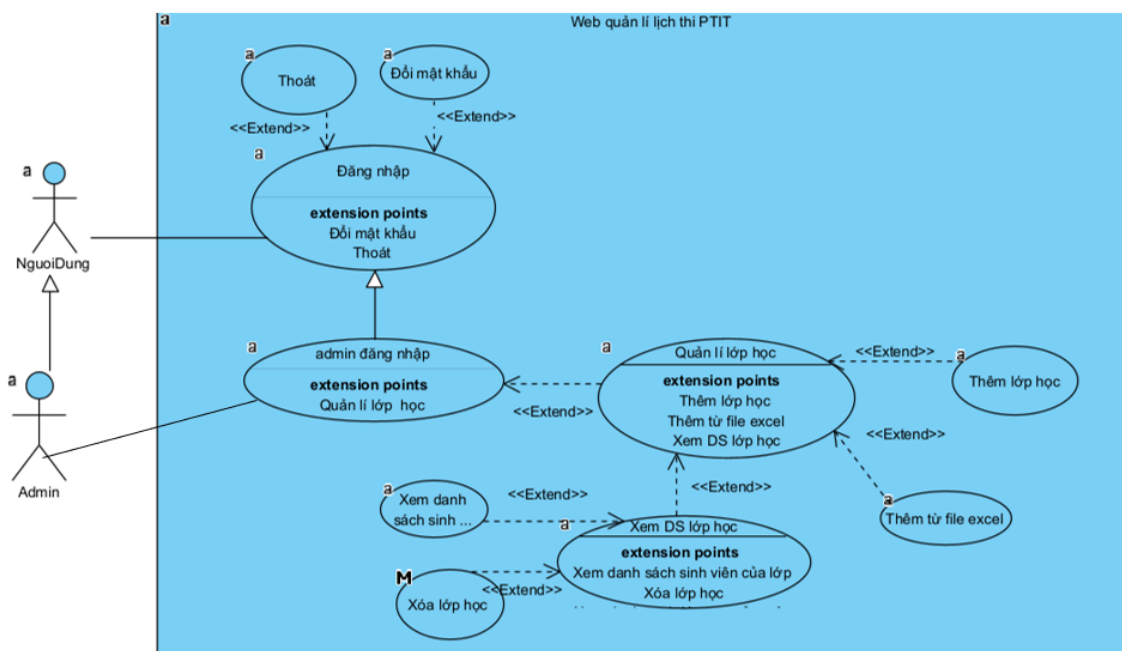 a
Web quản lí lịch thi PTIT
a
Thoát
a
Đổi mật khẩu
<<Extend>>
<<Extend>>
a
Đăng nhập
extension points
Đổi mật khẩu
Thoát
a
NguoiDung
a
admin đăng nhập
extension points
Quản lí lớp học
a
Quản lí lớp học
extension points
Thêm lớp học
Thêm từ file excel
Xem DS lớp học
<<Extend>>
a
Thêm lớp học
a
Admin
<<Extend>>
<<Extend>>
<<Extend>>
a
Xem danh
sách sinh ...
<<Extend>>
a
Thêm từ file excel
a
Xem DS lớp học
extension points
Xem danh sách sinh viên của lớp
Xóa lớp học
M
Xóa lớp học
<<Extend>>